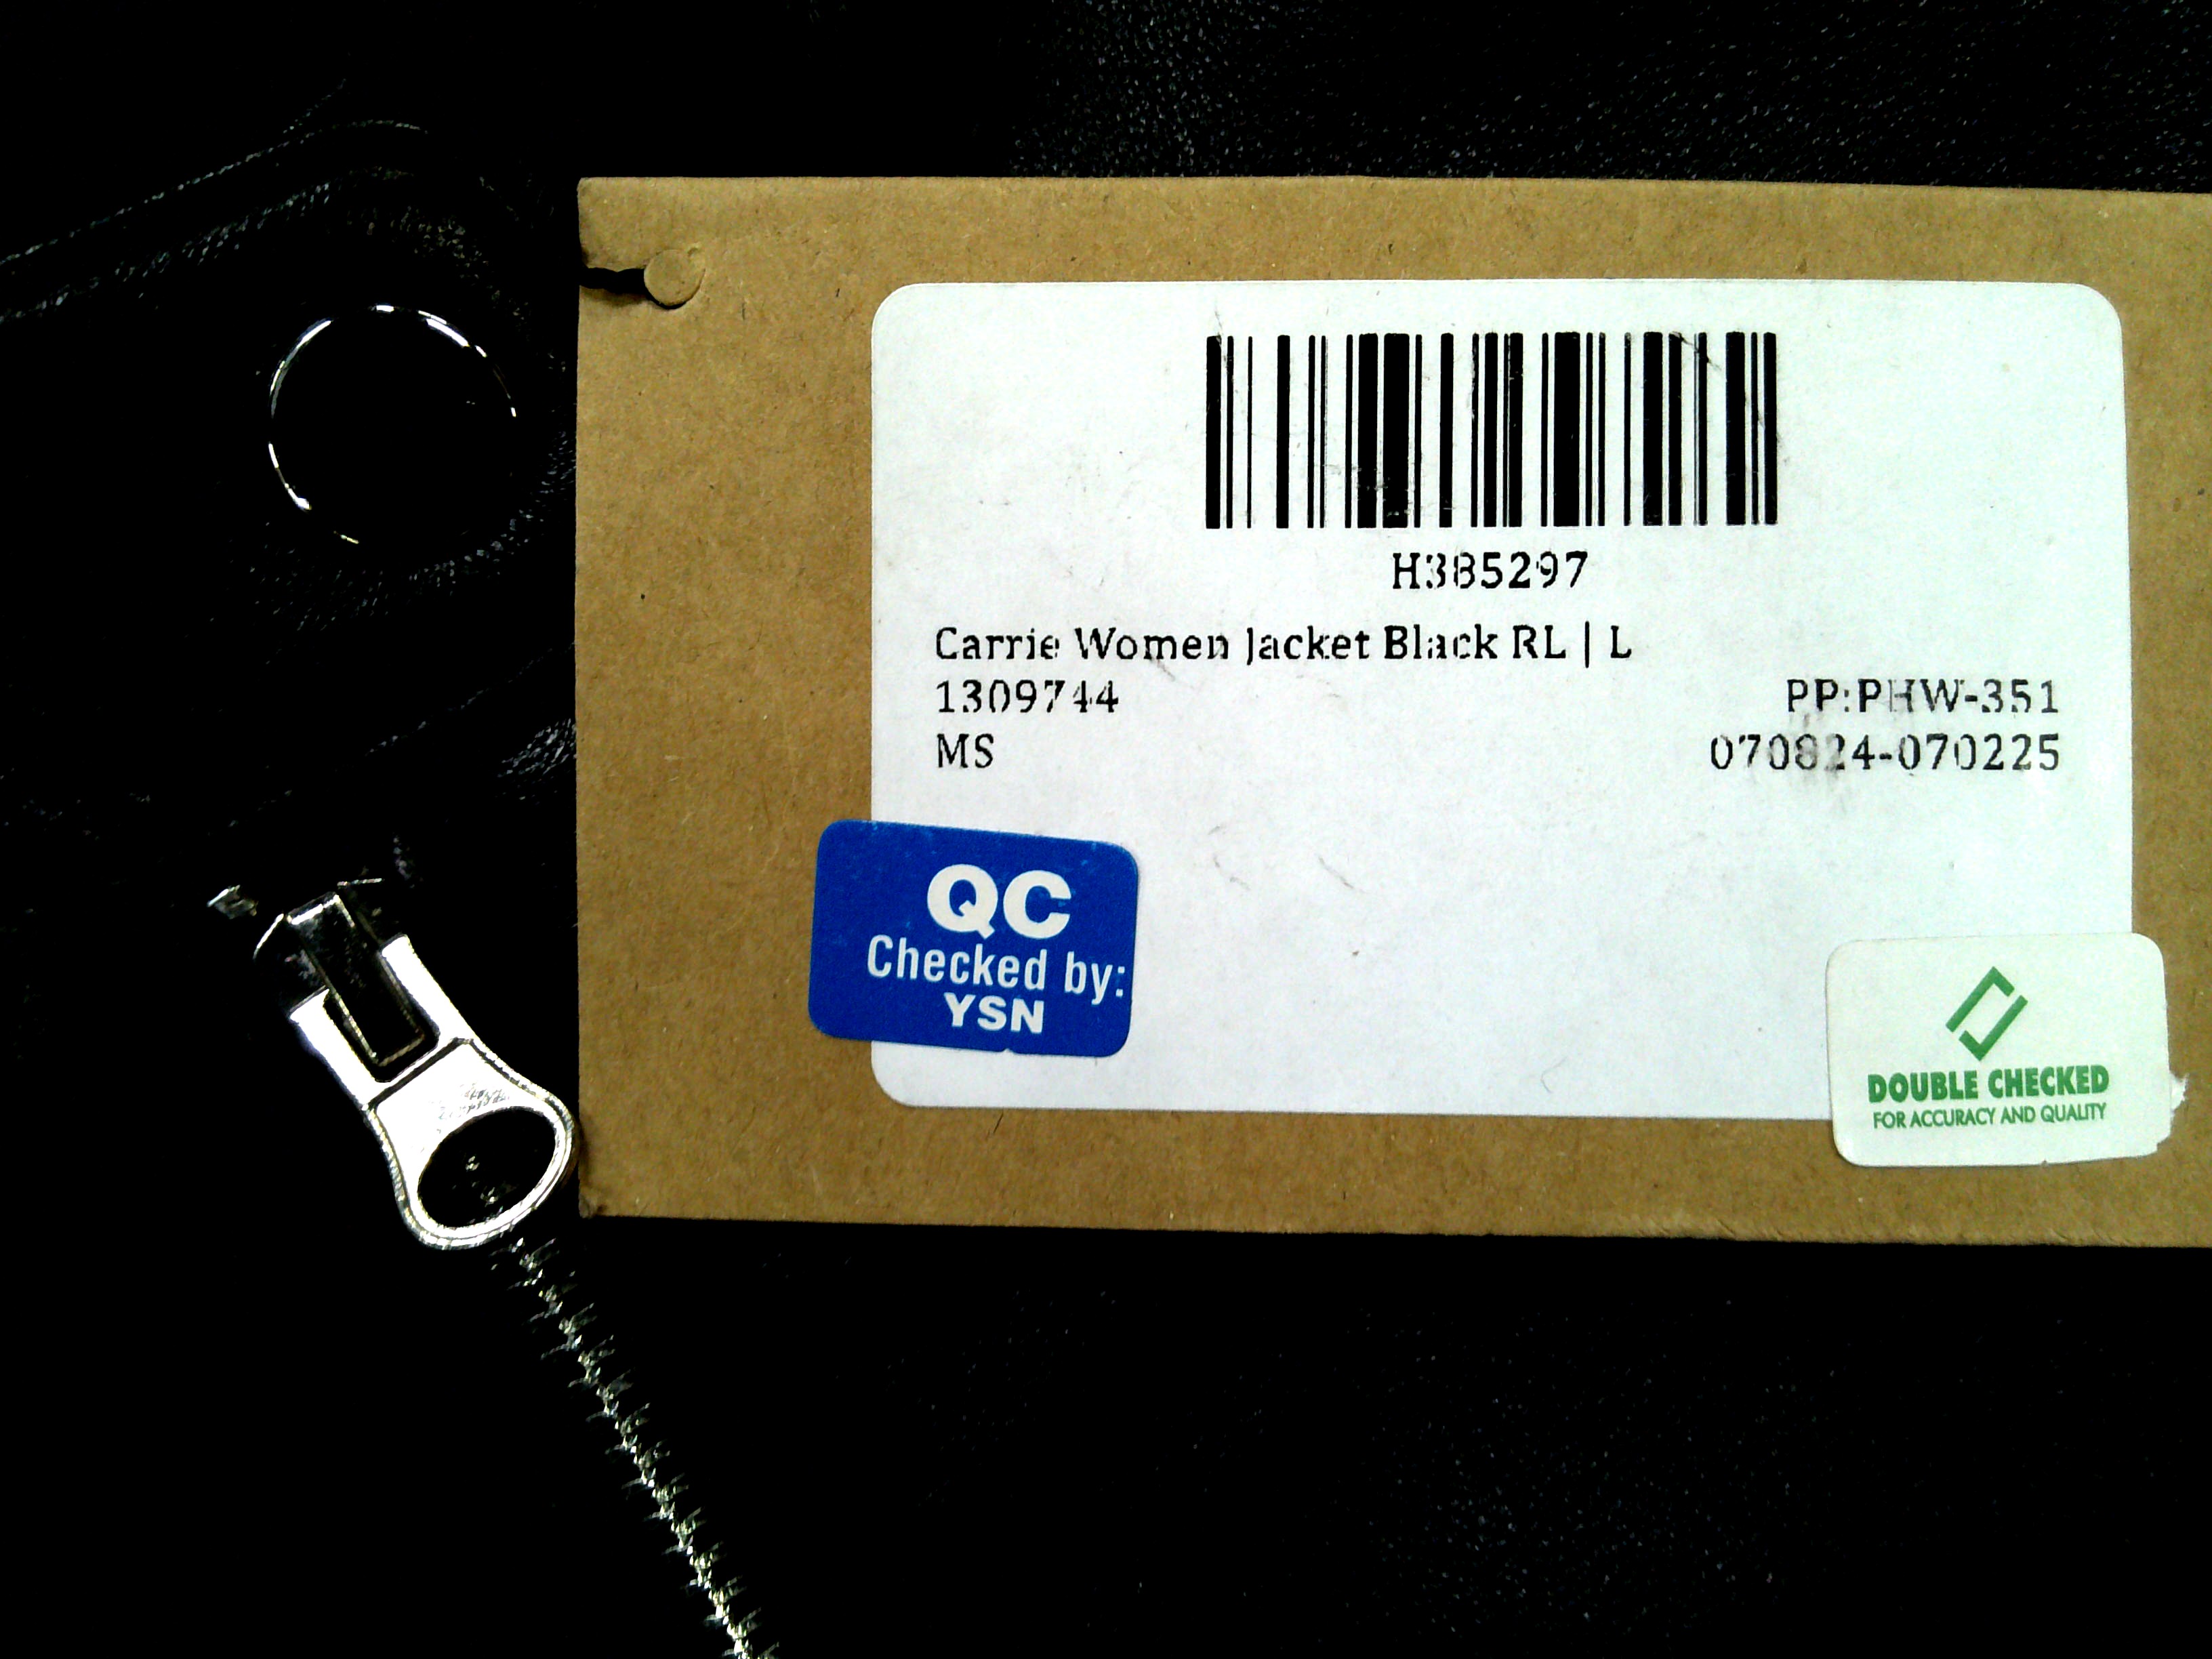 H385297
Carrie Women Jacket Black RL | L
1309744
PP:PHW-351
MS
070824-070225
QC
Checked by:
YSN
DOUBLE CHECKED
FOR ACCURACY AND QUALITY